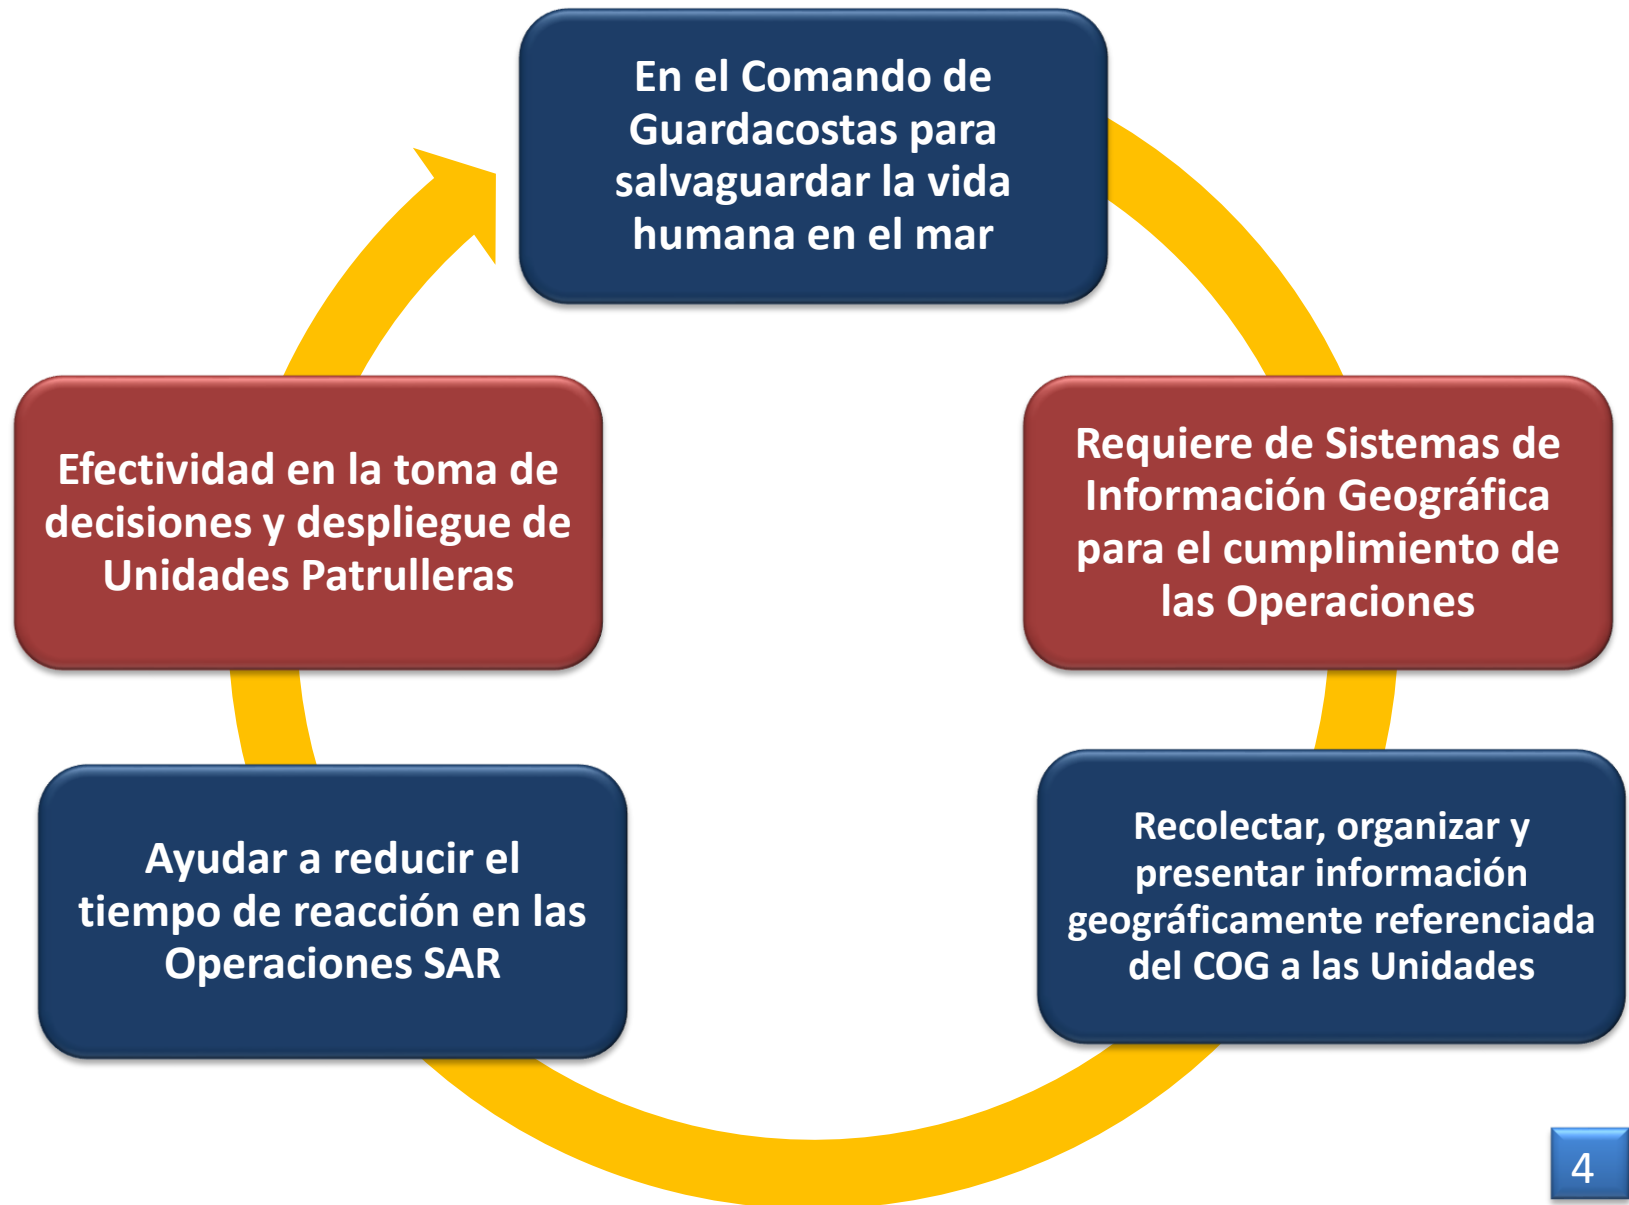 En el Comando de
Guardacostas para
salvaguardar la vida
humana en el mar
Requiere de Sistemas de
Información Geográfica
para el cumplimiento de
las Operaciones
Recolectar, organizar y
presentar información
geográficamente referenciada
del COG a las Unidades
Ayudar a reducir el
tiempo de reacción en las
Operaciones SAR
Efectividad en la toma de
decisiones y despliegue de
Unidades Patrulleras
4